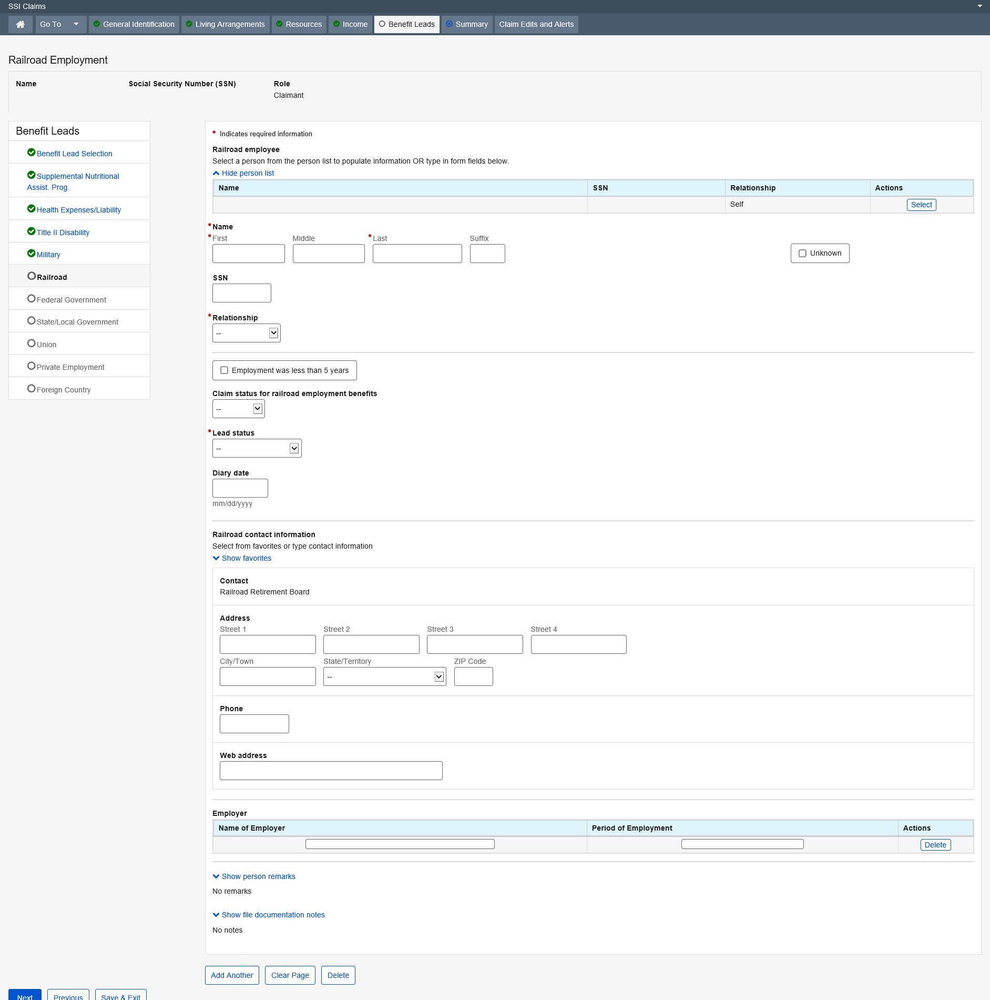 SSI Claims
Go To General Identification Living Arrangements Resources Income Benefit Leads Summary Claim Edits and Alerts
Railroad Employment
Name Social Security Number (SSN) Role
Claimant
Benefit Leads
Benefit Lead Selection
Supplemental Nutritional
Assist. Prog.
Health Expenses/Liability
Title II Disability
Military
Railroad
Federal Government
State/Local Government
Union
Private Employment
Foreign Country
* Indicates required information
Railroad employee
Select a person from the person list to populate information OR type in form fields below.
Hide person list
Name SSN Relationship Actions
Self Select
* Name
* First Middle * Last Suffix
Unknown
SSN
* Relationship
--
Employment was less than 5 years
Claim status for railroad employment benefits
--
* Lead status
--
Diary date
mm/dd/yyyy
Railroad contact information
Select from favorites or type contact information
Show favorites
Contact
Railroad Retirement Board
Address
Street 1 Street 2 Street 3 Street 4
City/Town State/Territory ZIP Code
--
Phone
Web address
Employer
Name of Employer Period of Employment Actions
Delete
Show person remarks
No remarks
Show file documentation notes
No notes
Add Another Clear Page Delete
Next Previous Save & Exit